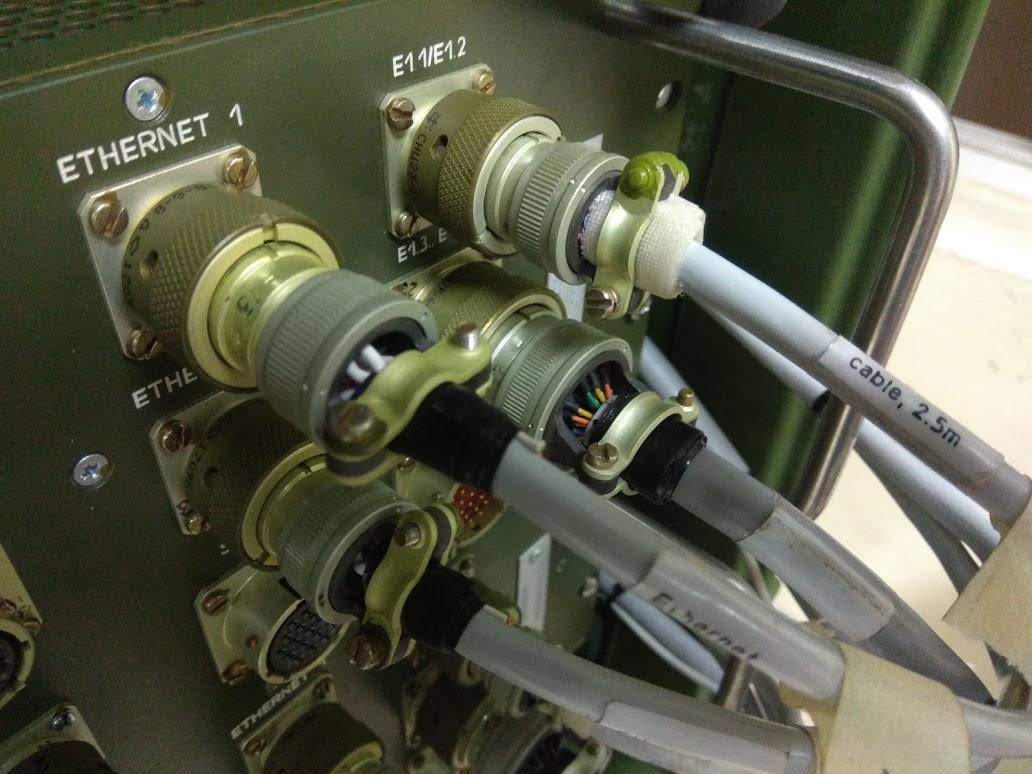 E1 1/E1.2
ETHERNET 1
E1.3.. E
ETHE
cable, 2.5m
Ethernet
ETHERNET